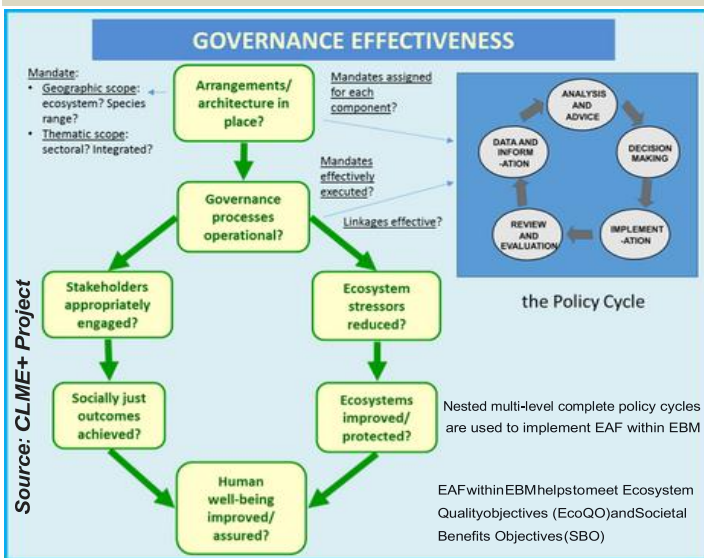 GOVERNANCE EFFECTIVENESS
Mandate:
• Geographic scope:
ecosystem? Species
range?
• Thematic scope:
sectoral? Integrated?
Arrangements/
architecture in
place?
Mandates assigned
for each
component?
Mandates
effectively
executed?
Linkages effective?
Governance
processes
operational?
Stakeholders
appropriately
engaged?
Ecosystem
stressors
reduced?
Socially just
outcomes
achieved?
Ecosystems
improved/
protected?
Human
well-being
improved/
assured?
ANALYSIS
AND
ADVICE
DECISION
MAKING
IMPLEMENT
-ATION
REVIEW
AND
EVALUATION
DATA AND
INFORM
-ATION
the Policy Cycle
Nested multi-level complete policy cycles
are used to implement EAF within EBM
EAFwithinEBMhelpstomeet Ecosystem
Qualityobjectives (EcoQO)andSocietal
Benefits Objectives(SBO)
Source: CLME+ Project